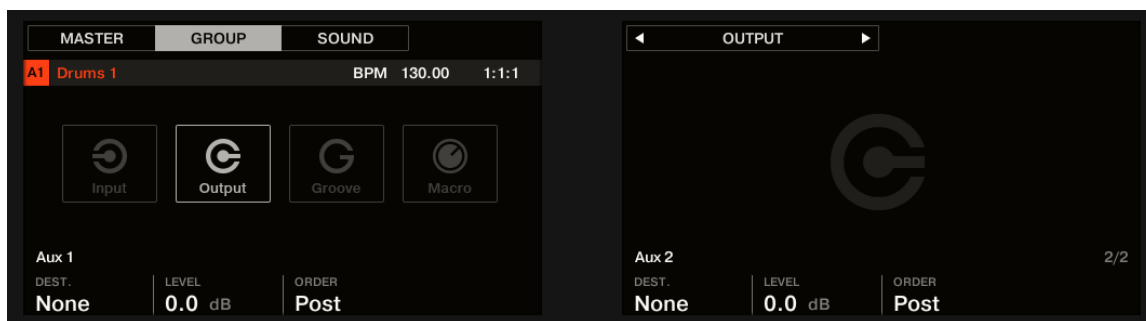 MASTER GROUP SOUND
A1 Drums 1 BPM 130.00 1:1:1
Input Output Groove Macro
Aux 1
DEST. LEVEL ORDER
None 0.0 dB Post
OUTPUT
Aux 2 2/2
DEST. LEVEL ORDER
None 0.0 dB Post